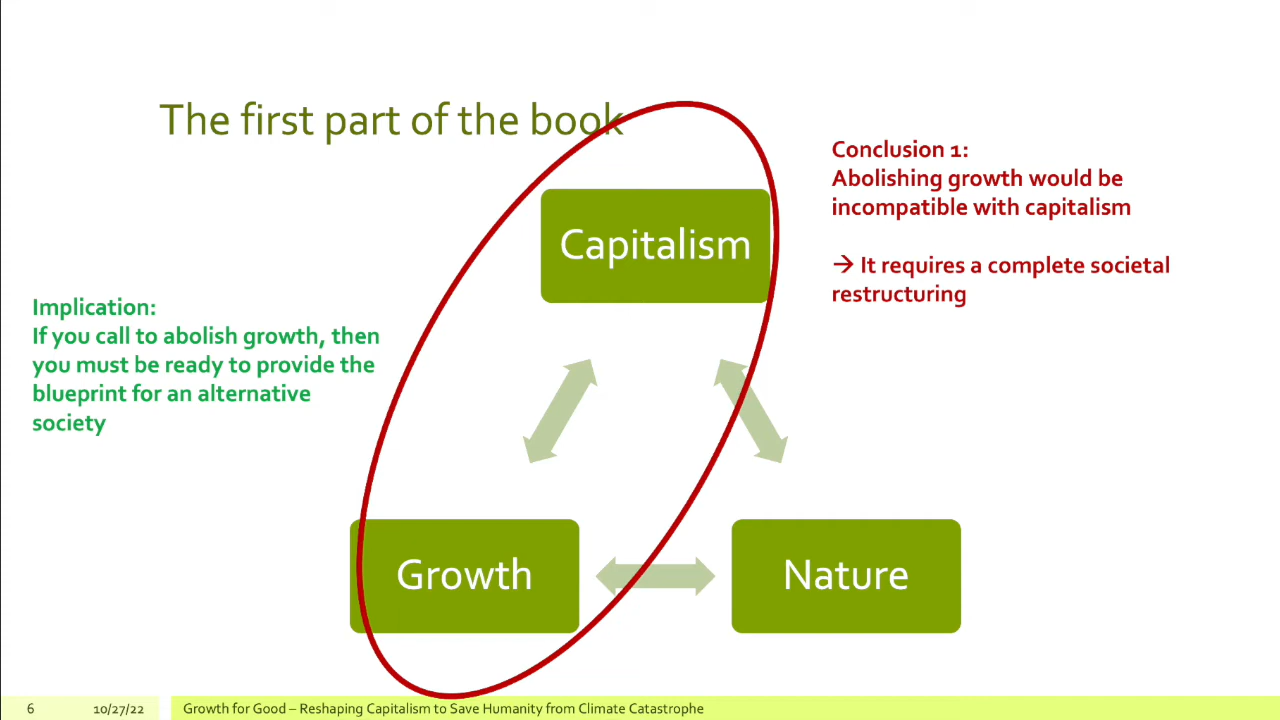 The first part of the book
Conclusion 1:
Abolishing growth would be
incompatible with capitalism
→ It requires a complete societal
restructuring
Capitalism
Implication:
If you call to abolish growth, then
you must be ready to provide the
blueprint for an alternative
society
Growth
Nature
6
10/27/22
Growth for Good – Reshaping Capitalism to Save Humanity from Climate Catastrophe